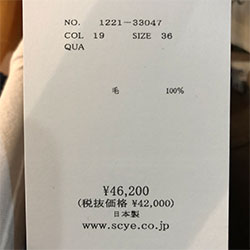 NO. 1221-33047
COL 19 SIZE 36
QUA
毛 100%
¥46,200
(税抜価格 ¥42,000)
日本製
www.scye.co.jp